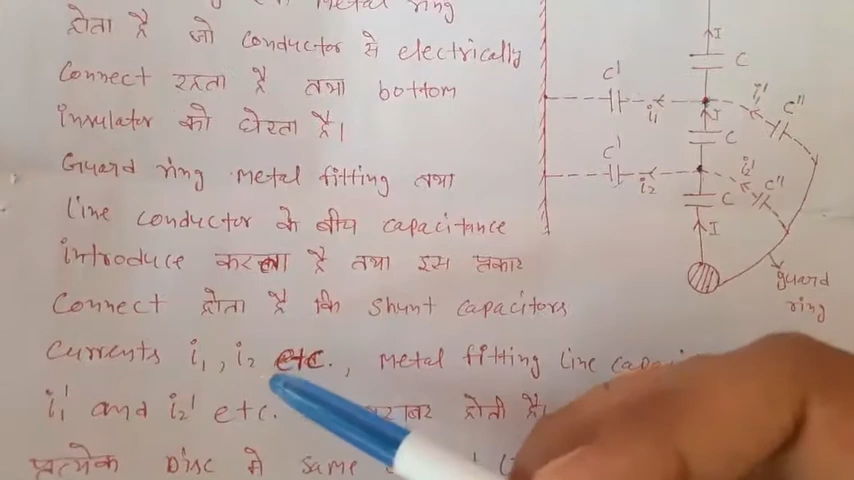 metal ring
होता है जो conductor से electrically
Connect रहता है तथा bottom
insulator को घेरता है।
Guard ring metal fitting तथा
line conductor के बीच capacitance
introduce करता है तथा इस प्रकार
Connect होता है कि shunt capacitors
Currents i₁, i₂ etc., metal fitting line
i₁' and i₂' etc. बराबर होती है।
प्रत्येक Disc मे same
I
C
C'
i₁
i₁'
C''
I
C
C'
i₂
i₂'
C''
C
I
guard
ring